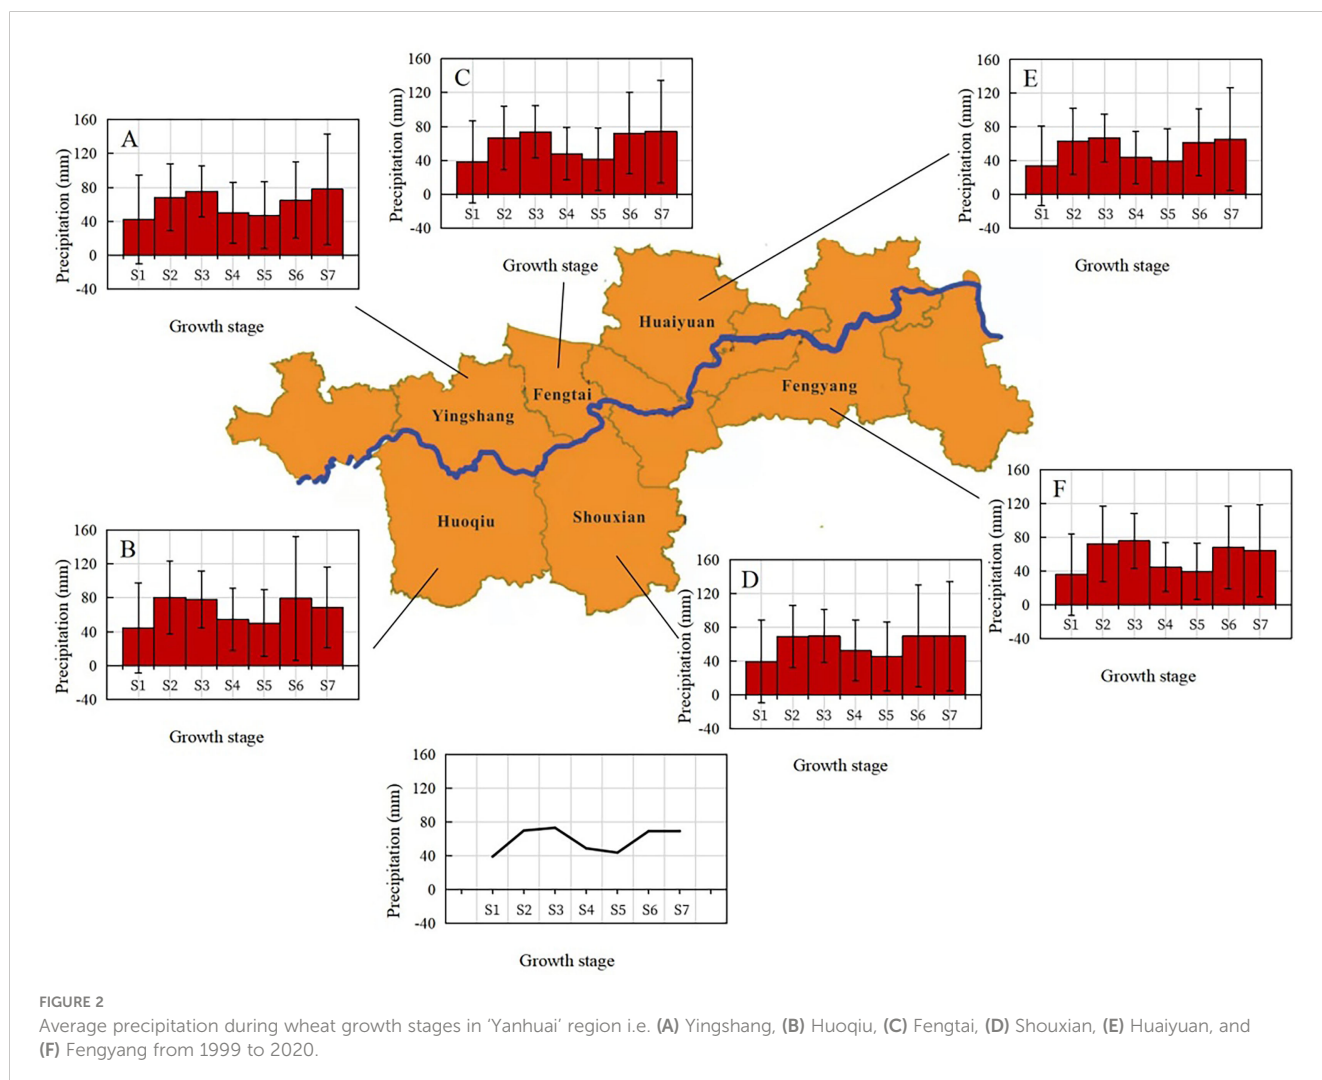 C
160
120
80
40
0
-40
Precipitation (mm)
S1 S2 S3 S4 S5 S6 S7
Growth stage
E
160
120
80
40
0
-40
Precipitation (mm)
S1 S2 S3 S4 S5 S6 S7
Growth stage
A
160
120
80
40
0
-40
Precipitation (mm)
S1 S2 S3 S4 S5 S6 S7
Growth stage
Huaiyuan
Fengyang
Fengtai
Yingshang
Huoqiu
Shouxian
F
160
120
80
40
0
-40
Precipitation (mm)
S1 S2 S3 S4 S5 S6 S7
Growth stage
B
160
120
80
40
0
-40
Precipitation (mm)
S1 S2 S3 S4 S5 S6 S7
Growth stage
D
160
120
80
40
0
-40
Precipitation (mm)
S1 S2 S3 S4 S5 S6 S7
Growth stage
160
120
80
40
0
-40
Precipitation (mm)
S1 S2 S3 S4 S5 S6 S7
Growth stage
FIGURE 2
Average precipitation during wheat growth stages in ‘Yanhuai’ region i.e. (A) Yingshang, (B) Huoqiu, (C) Fengtai, (D) Shouxian, (E) Huaiyuan, and
(F) Fengyang from 1999 to 2020.